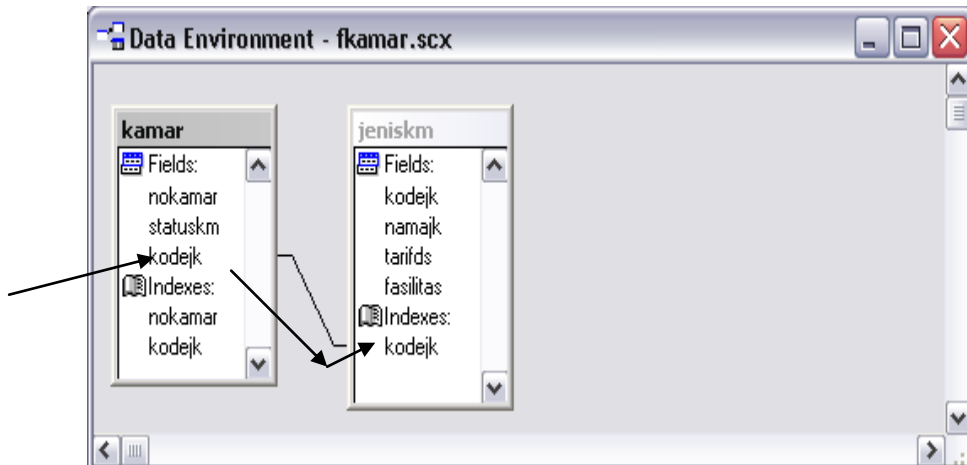 Data Environment - fkamar.scx
kamar
Fields:
nokamar
statuskm
kodejk
Indexes:
nokamar
kodejk
jeniskm
Fields:
kodejk
namajk
tarifds
fasilitas
Indexes:
kodejk